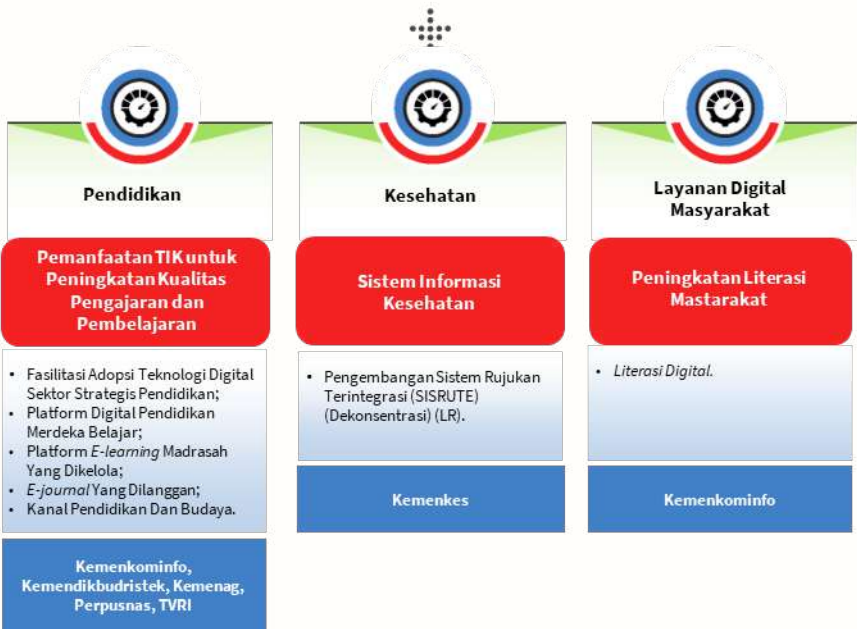 Pendidikan
Pemanfaatan TIK untuk
Peningkatan Kualitas
Pengajaran dan
Pembelajaran
• Fasilitasi Adopsi Teknologi Digital
Sektor Strategis Pendidikan;
• Platform Digital Pendidikan
Merdeka Belajar;
• Platform E-learning Madrasah
Yang Dikelola;
• E-journal Yang Dilanggan;
• Kanal Pendidikan Dan Budaya.
Kemenkominfo,
Kemendikbudristek, Kemenag,
Perpusnas, TVRI
Kesehatan
Sistem Informasi
Kesehatan
• Pengembangan Sistem Rujukan
Terintegrasi (SISRUTE)
(Dekonsentrasi) (LR).
Kemenkes
Layanan Digital
Masyarakat
Peningkatan Literasi
Mastarakat
• Literasi Digital.
Kemenkominfo